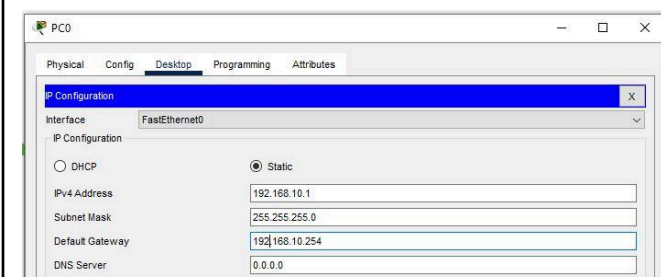 PC0
Physical Config Desktop Programming Attributes
IP Configuration X
Interface FastEthernet0
IP Configuration
DHCP Static
IPv4 Address 192.168.10.1
Subnet Mask 255.255.255.0
Default Gateway 192.168.10.254
DNS Server 0.0.0.0